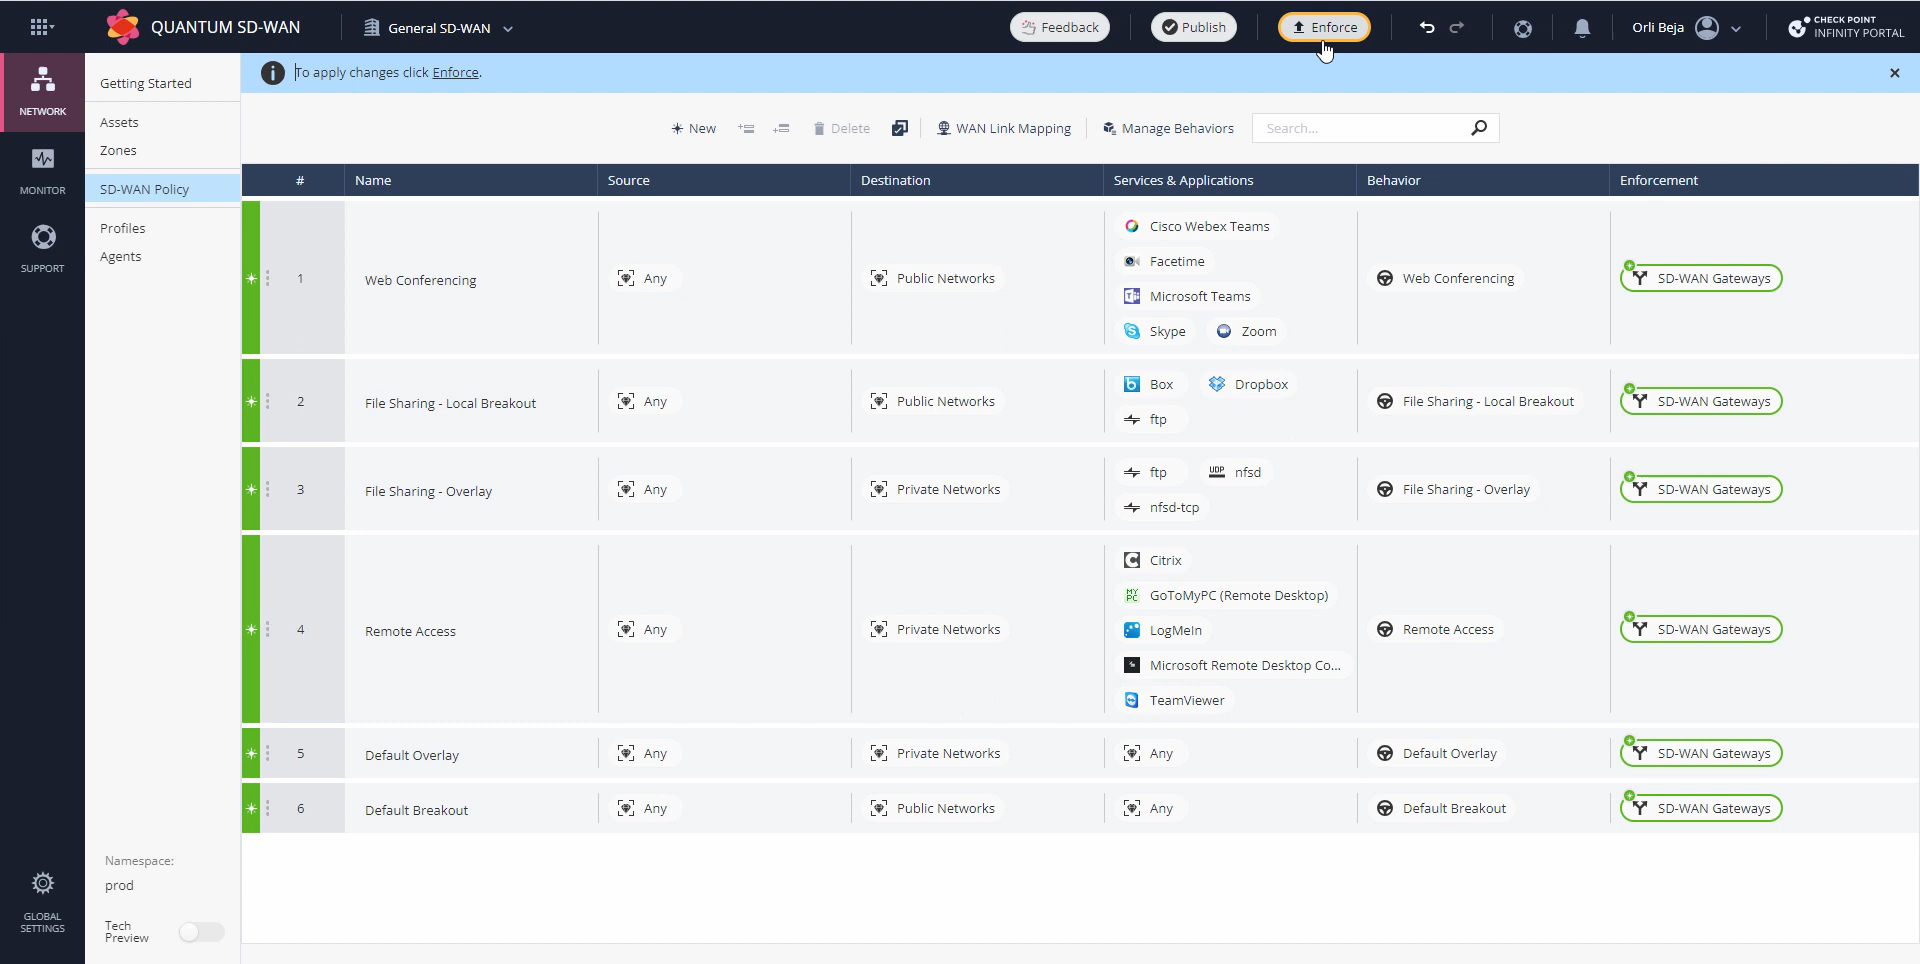 QUANTUM SD-WAN
General SD-WAN
Feedback
Publish
Enforce
Orli Beja
CHECK POINT
INFINITY PORTAL
NETWORK
MONITOR
SUPPORT
GLOBAL
SETTINGS
Getting Started
Assets
Zones
SD-WAN Policy
Profiles
Agents
Namespace:
prod
Tech
Preview
To apply changes click Enforce.
New
Delete
WAN Link Mapping
Manage Behaviors
Search...
# Name Source Destination Services & Applications Behavior Enforcement
1 Web Conferencing Any Public Networks
Cisco Webex Teams
Facetime
Microsoft Teams
Skype Zoom
Web Conferencing SD-WAN Gateways
2 File Sharing - Local Breakout Any Public Networks
Box Dropbox
ftp
File Sharing - Local Breakout SD-WAN Gateways
3 File Sharing - Overlay Any Private Networks
ftp UDP nfsd
nfsd-tcp
File Sharing - Overlay SD-WAN Gateways
4 Remote Access Any Private Networks
Citrix
MY PC GoToMyPC (Remote Desktop)
LogMeIn
Microsoft Remote Desktop Co...
TeamViewer
Remote Access SD-WAN Gateways
5 Default Overlay Any Private Networks Any Default Overlay SD-WAN Gateways
6 Default Breakout Any Public Networks Any Default Breakout SD-WAN Gateways